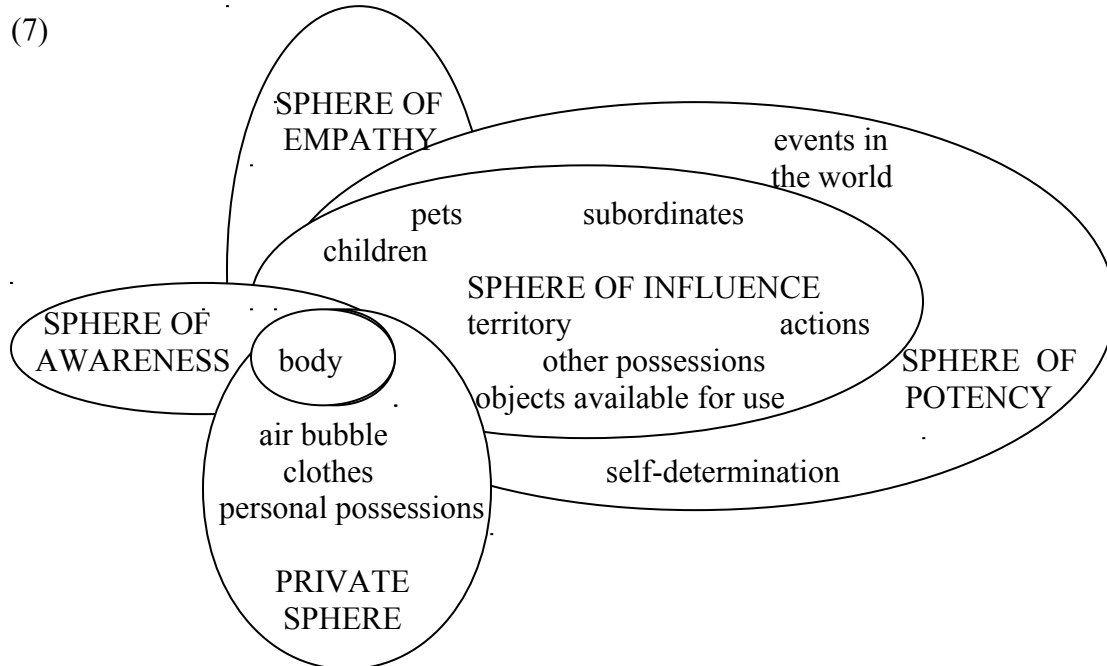 (7)
SPHERE OF
EMPATHY
events in
the world
pets
subordinates
children
SPHERE OF INFLUENCE
territory
actions
other possessions
objects available for use
SPHERE OF
AWARENESS
body
SPHERE OF
POTENCY
air bubble
clothes
personal possessions
self-determination
PRIVATE
SPHERE